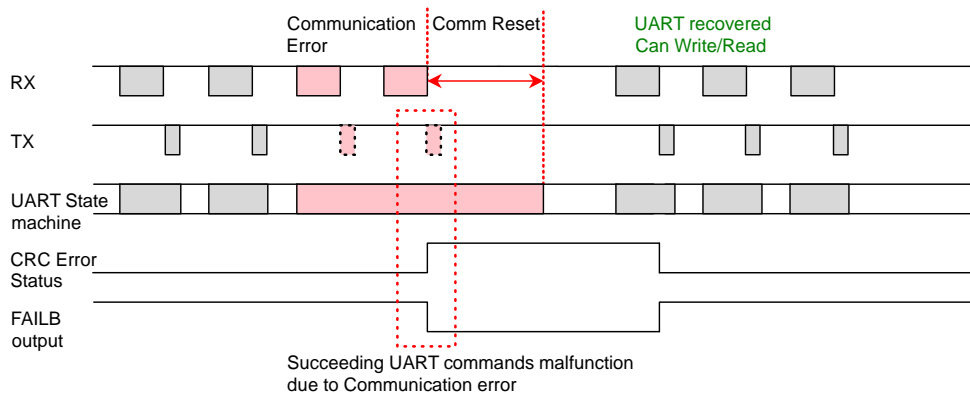 Communication
Error
Comm Reset
UART recovered
Can Write/Read
RX
TX
UART State
machine
CRC Error
Status
FAILB
output
Succeeding UART commands malfunction
due to Communication error